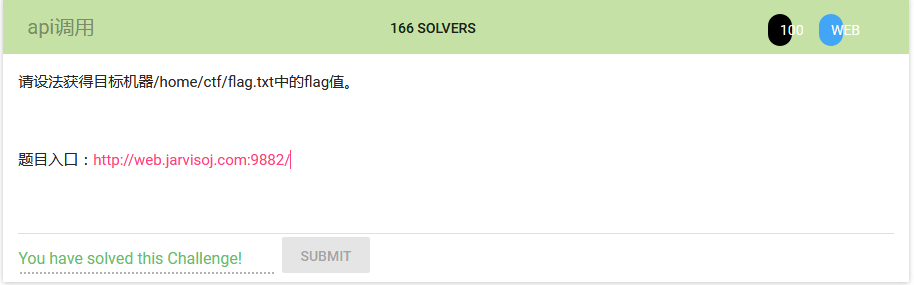 api调用
166 SOLVERS
100
WEB
请设法获得目标机器/home/ctf/flag.txt中的flag值。
题目入口：http://web.jarvisoj.com:9882/
You have solved this Challenge!
SUBMIT